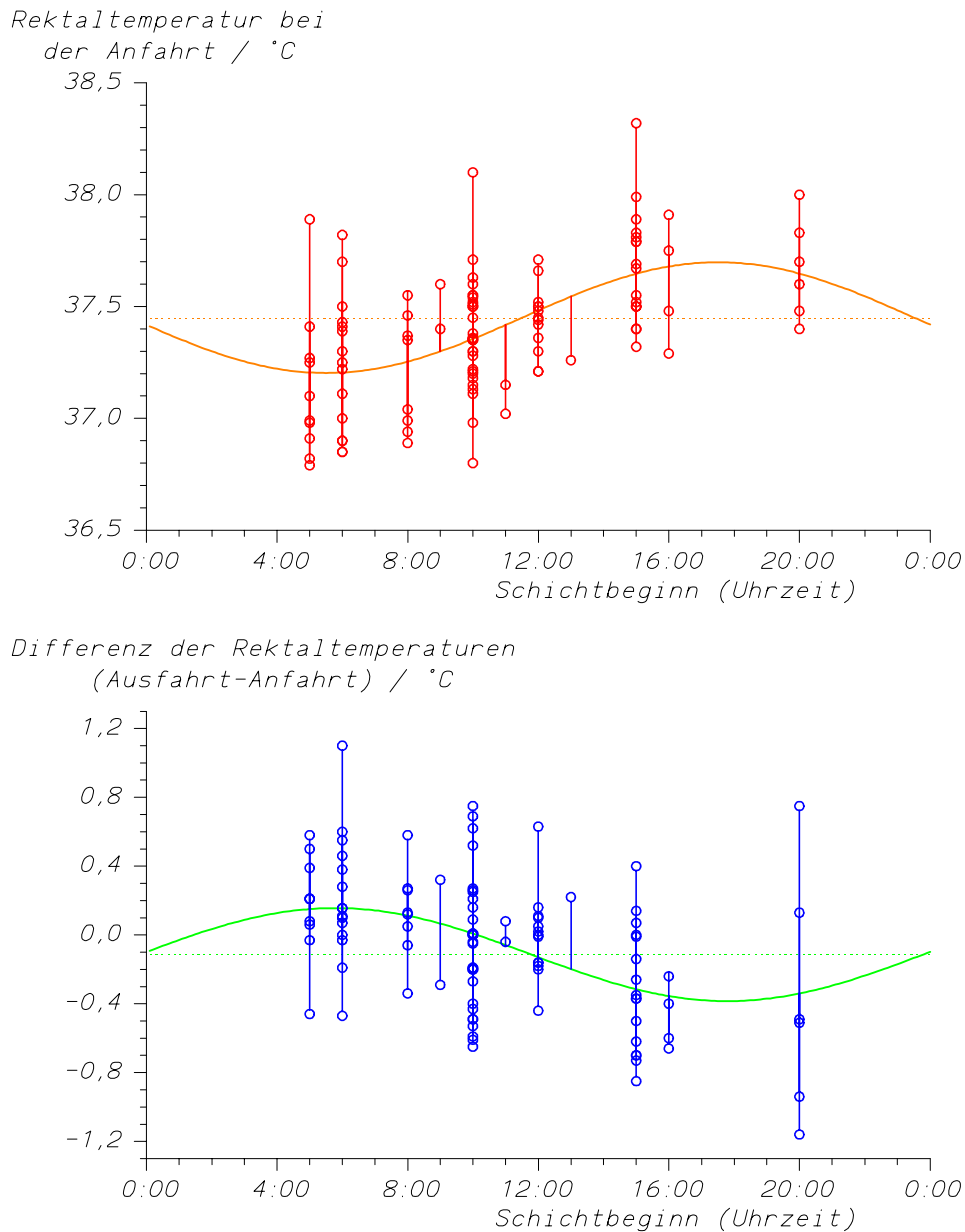 Rektaltemperatur bei
der Anfahrt / °C
38,5
38,0
37,5
37,0
36,5
0:00 4:00 8:00 12:00 16:00 20:00 0:00
Schichtbeginn (Uhrzeit)
Differenz der Rektaltemperaturen
(Ausfahrt-Anfahrt) / °C
1,2
0,8
0,4
0,0
-0,4
-0,8
-1,2
0:00 4:00 8:00 12:00 16:00 20:00 0:00
Schichtbeginn (Uhrzeit)